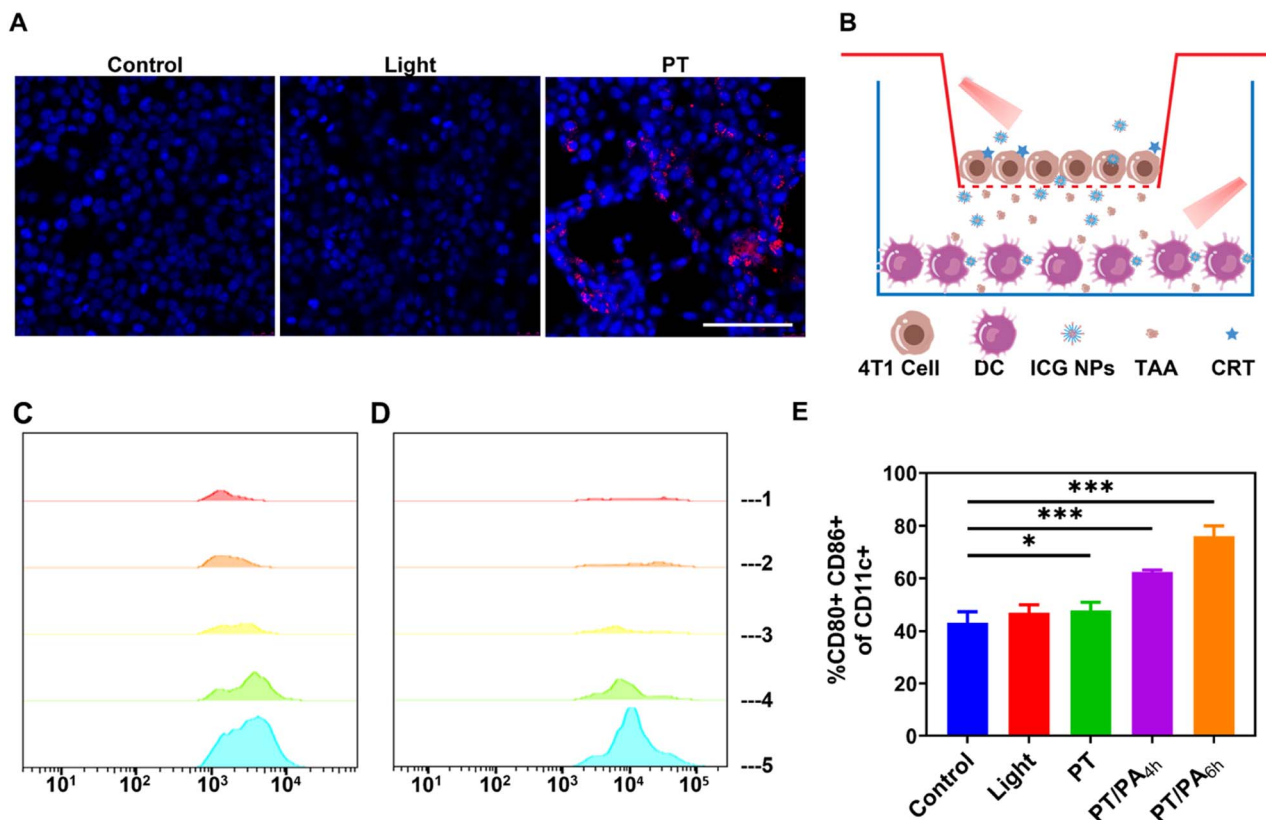 A
Control Light PT
B
4T1 Cell DC ICG NPs TAA CRT
C
---1
---2
---3
---4
---5
10¹ 10² 10³ 10⁴
D
10¹ 10² 10³ 10⁴ 10⁵
E
%CD80+ CD86+
of CD11c+
100
80
60
40
20
0
***
***
*
Control Light PT PT/PA₄ₕ PT/PA₆ₕ